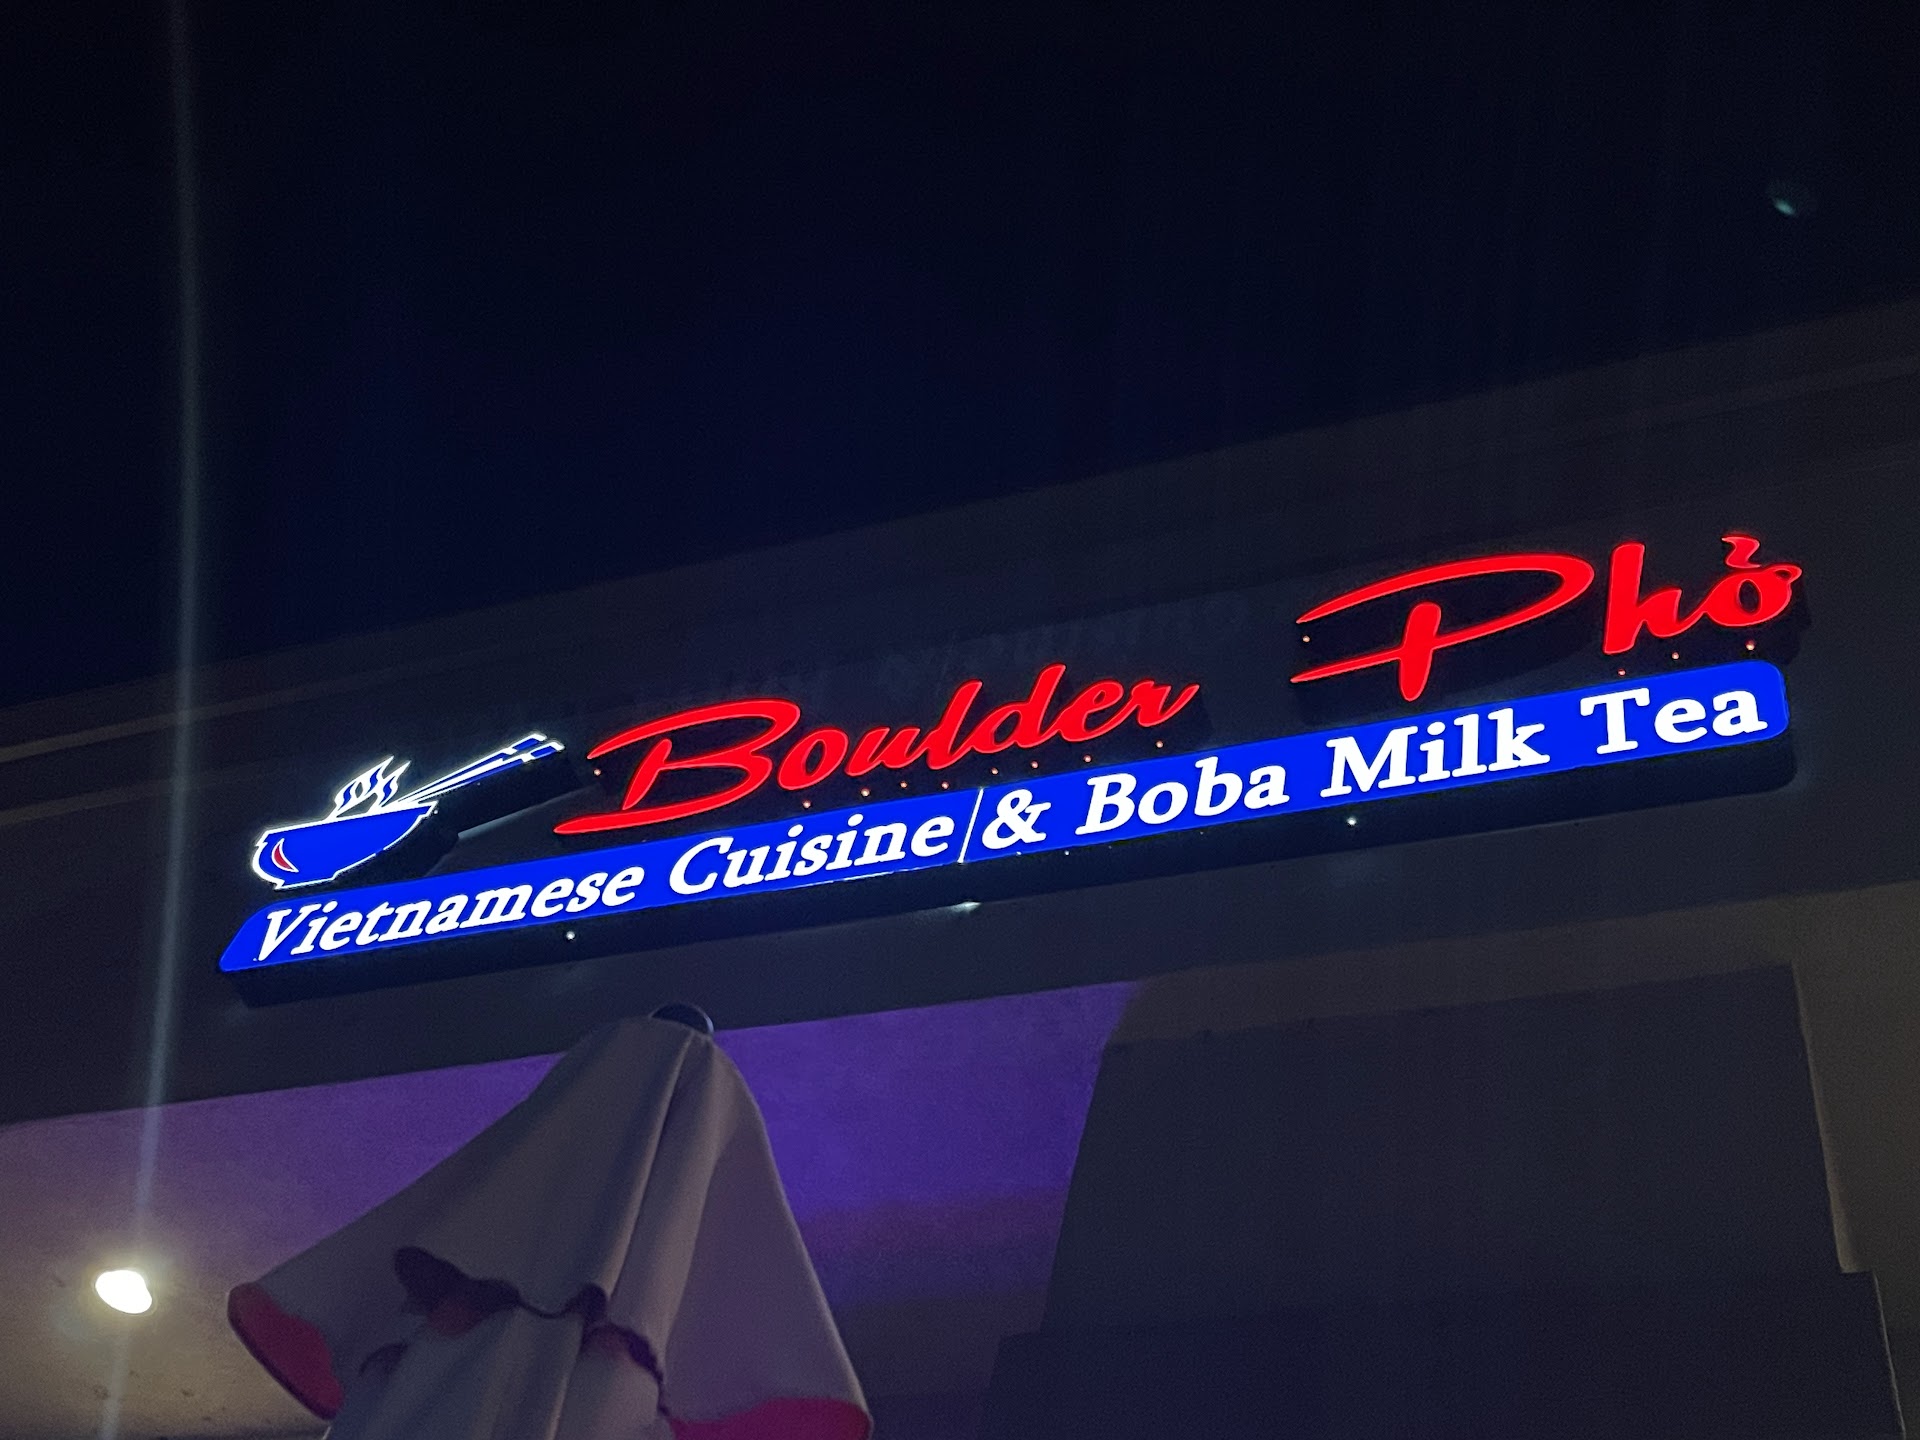 Boulder Phở
Vietnamese Cuisine & Boba Milk Tea